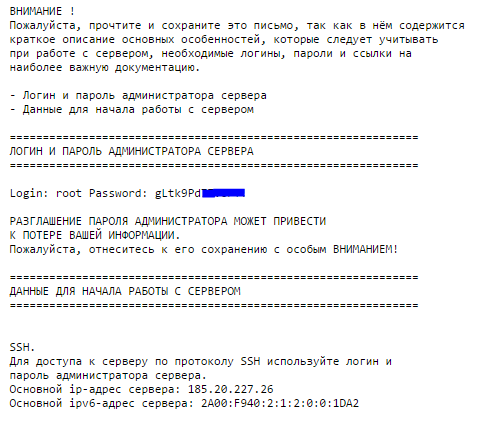 ВНИМАНИЕ !
Пожалуйста, прочтите и сохраните это письмо, так как в нём содержится
краткое описание основных особенностей, которые следует учитывать
при работе с сервером, необходимые логины, пароли и ссылки на
наиболее важную документацию.
- Логин и пароль администратора сервера
- Данные для начала работы с сервером
==============================================================
ЛОГИН И ПАРОЛЬ АДМИНИСТРАТОРА СЕРВЕРА
==============================================================
Login: root Password:
РАЗГЛАШЕНИЕ ПАРОЛЯ АДМИНИСТРАТОРА МОЖЕТ ПРИВЕСТИ
К ПОТЕРЕ ВАШЕЙ ИНФОРМАЦИИ.
Пожалуйста, отнеситесь к его сохранению с особым ВНИМАНИЕМ!
==============================================================
ДАННЫЕ ДЛЯ НАЧАЛА РАБОТЫ С СЕРВЕРОМ
==============================================================
SSH.
Для доступа к серверу по протоколу SSH используйте логин и
пароль администратора сервера.
Основной ip-адрес сервера: 185.20.227.26
Основной ipv6-адрес сервера: 2A00:F940:2:1:2:0:0:1DA2